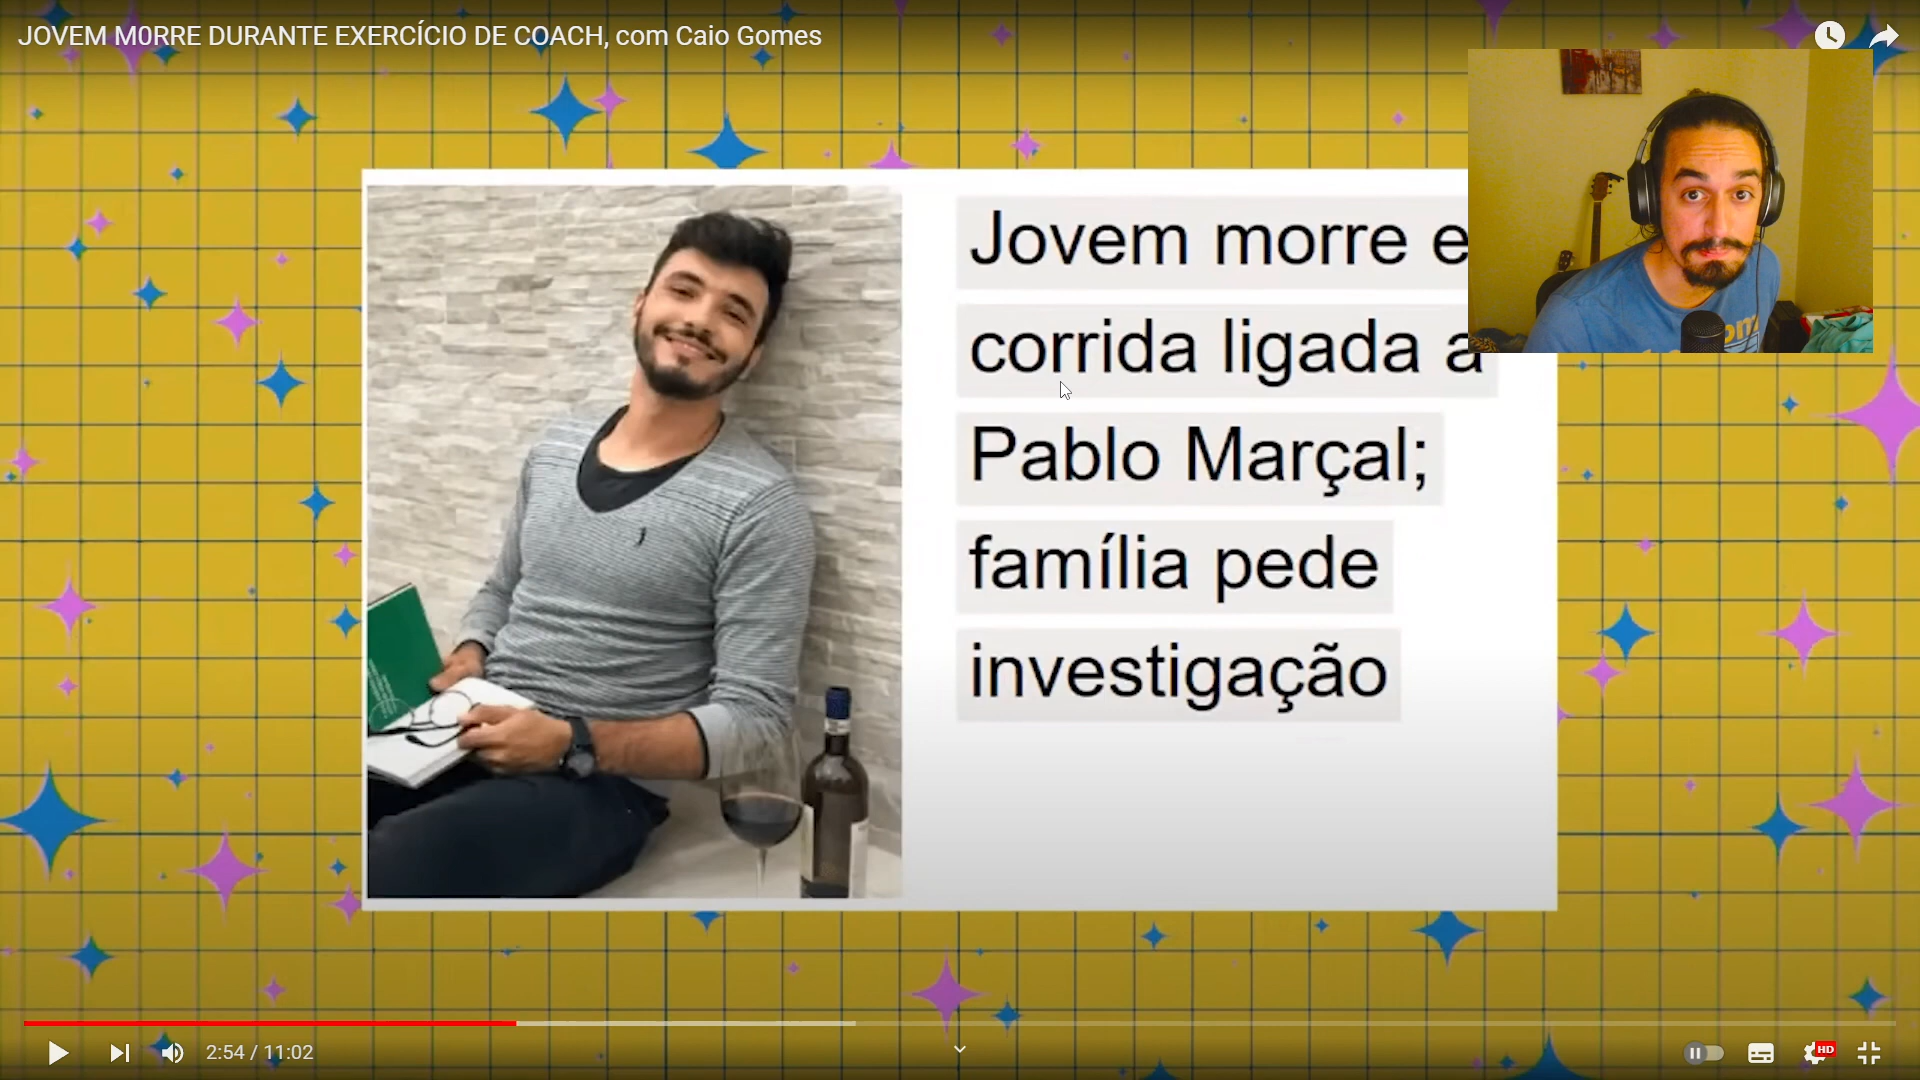 JOVEM M0RRE DURANTE EXERCÍCIO DE COACH, com Caio Gomes
Jovem morre e
corrida ligada a
Pablo Marçal;
família pede
investigação
2:54 / 11:02
HD